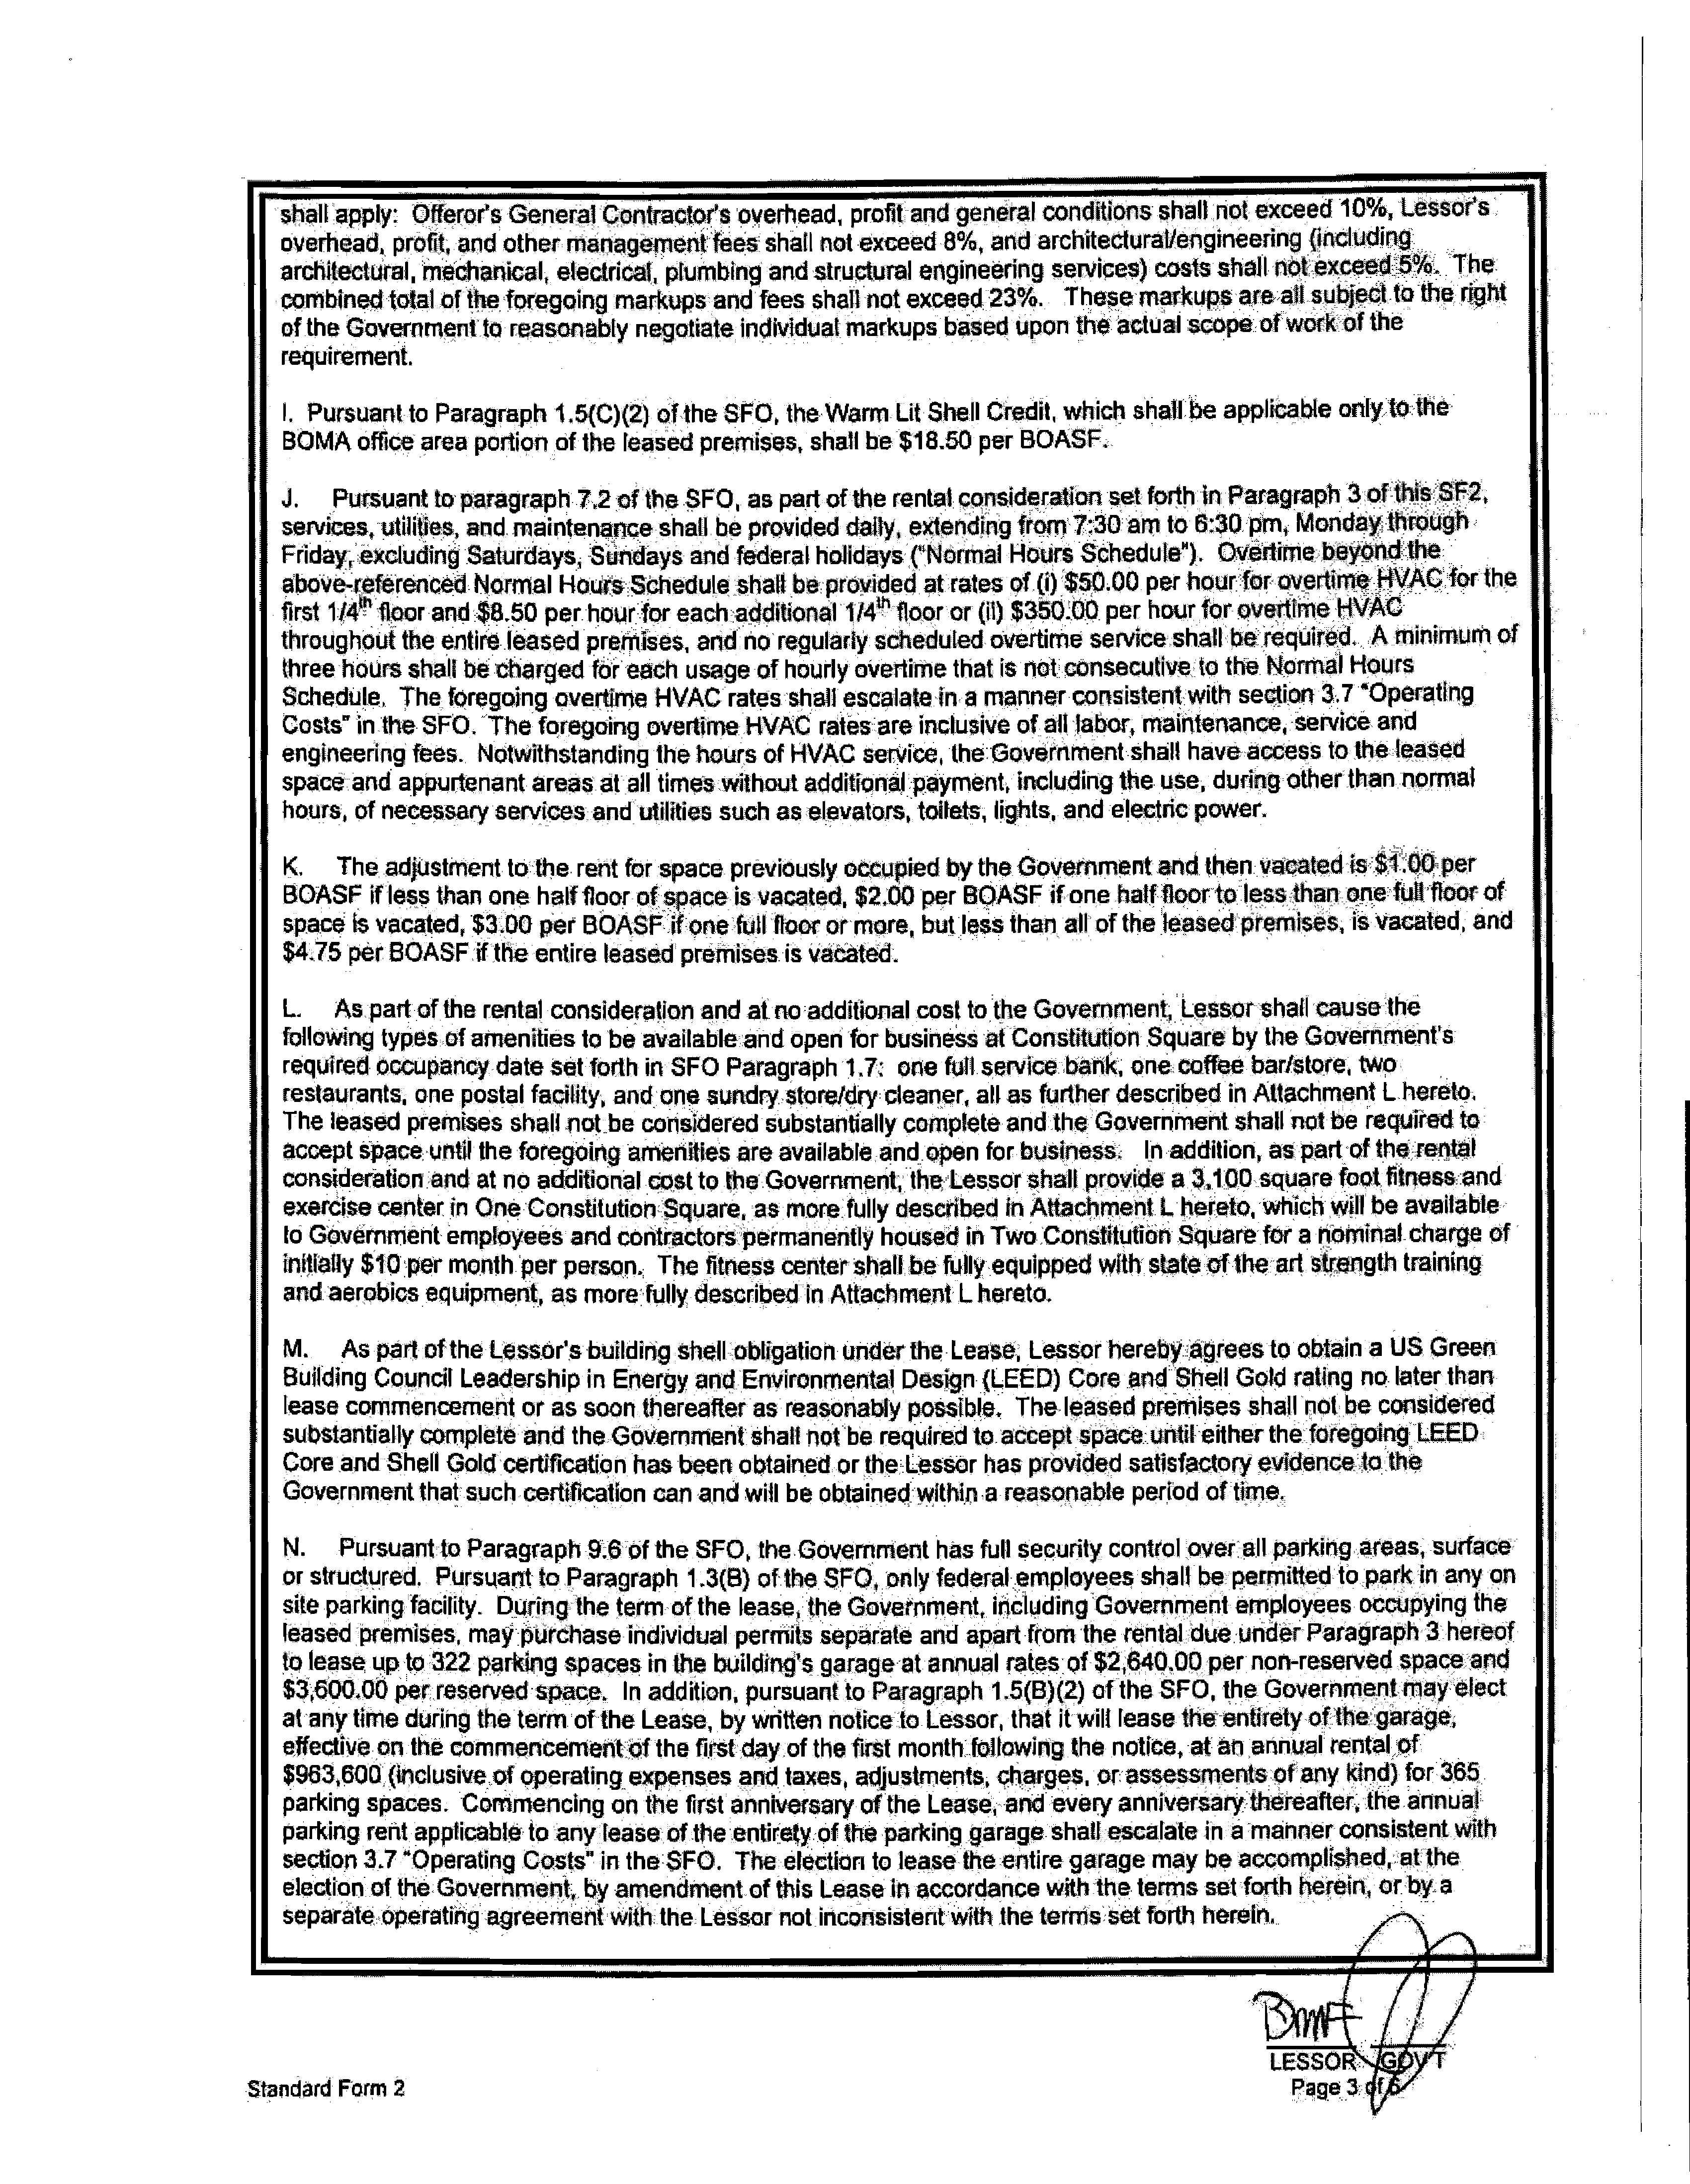 shall apply: Offeror's General Contractor's overhead, profit and general conditions shall not exceed 10%, Lessor's
overhead, profit, and other management fees shall not exceed 8%, and architectural/engineering (including
architectural, mechanical, electrical, plumbing and structural engineering services) costs shall not exceed 5%. The
combined total of the foregoing markups and fees shall not exceed 23%. These markups are all subject to the right
of the Government to reasonably negotiate individual markups based upon the actual scope of work of the
requirement.
I. Pursuant to Paragraph 1.5(C)(2) of the SFO, the Warm Lit Shell Credit, which shall be applicable only to the
BOMA office area portion of the leased premises, shall be $18.50 per BOASF.
J. Pursuant to paragraph 7.2 of the SFO, as part of the rental consideration set forth in Paragraph 3 of this SF2,
services, utilities, and maintenance shall be provided daily, extending from 7:30 am to 6:30 pm, Monday through
Friday, excluding Saturdays, Sundays and federal holidays ("Normal Hours Schedule"). Overtime beyond the
above-referenced Normal Hours Schedule shall be provided at rates of (i) $50.00 per hour for overtime HVAC for the
first 1/4th floor and $8.50 per hour for each additional 1/4th floor or (ii) $350.00 per hour for overtime HVAC
throughout the entire leased premises, and no regularly scheduled overtime service shall be required. A minimum of
three hours shall be charged for each usage of hourly overtime that is not consecutive to the Normal Hours
Schedule. The foregoing overtime HVAC rates shall escalate in a manner consistent with section 3.7 "Operating
Costs" in the SFO. The foregoing overtime HVAC rates are inclusive of all labor, maintenance, service and
engineering fees. Notwithstanding the hours of HVAC service, the Government shall have access to the leased
space and appurtenant areas at all times without additional payment, including the use, during other than normal
hours, of necessary services and utilities such as elevators, toilets, lights, and electric power.
K. The adjustment to the rent for space previously occupied by the Government and then vacated is $1.00 per
BOASF if less than one half floor of space is vacated, $2.00 per BOASF if one half floor to less than one full floor of
space is vacated, $3.00 per BOASF if one full floor or more, but less than all of the leased premises, is vacated, and
$4.75 per BOASF if the entire leased premises is vacated.
L. As part of the rental consideration and at no additional cost to the Government, Lessor shall cause the
following types of amenities to be available and open for business at Constitution Square by the Government's
required occupancy date set forth in SFO Paragraph 1.7: one full service bank, one coffee bar/store, two
restaurants, one postal facility, and one sundry store/dry cleaner, all as further described in Attachment L hereto.
The leased premises shall not be considered substantially complete and the Government shall not be required to
accept space until the foregoing amenities are available and open for business. In addition, as part of the rental
consideration and at no additional cost to the Government, the Lessor shall provide a 3,100 square foot fitness and
exercise center in One Constitution Square, as more fully described in Attachment L hereto, which will be available
to Government employees and contractors permanently housed in Two Constitution Square for a nominal charge of
initially $10 per month per person. The fitness center shall be fully equipped with state of the art strength training
and aerobics equipment, as more fully described in Attachment L hereto.
M. As part of the Lessor's building shell obligation under the Lease, Lessor hereby agrees to obtain a US Green
Building Council Leadership in Energy and Environmental Design (LEED) Core and Shell Gold rating no later than
lease commencement or as soon thereafter as reasonably possible. The leased premises shall not be considered
substantially complete and the Government shall not be required to accept space until either the foregoing LEED
Core and Shell Gold certification has been obtained or the Lessor has provided satisfactory evidence to the
Government that such certification can and will be obtained within a reasonable period of time.
N. Pursuant to Paragraph 9.6 of the SFO, the Government has full security control over all parking areas, surface
or structured. Pursuant to Paragraph 1.3(B) of the SFO, only federal employees shall be permitted to park in any on
site parking facility. During the term of the lease, the Government, including Government employees occupying the
leased premises, may purchase individual permits separate and apart from the rental due under Paragraph 3 hereof
to lease up to 322 parking spaces in the building's garage at annual rates of $2,640.00 per non-reserved space and
$3,600.00 per reserved space. In addition, pursuant to Paragraph 1.5(B)(2) of the SFO, the Government may elect
at any time during the term of the Lease, by written notice to Lessor, that it will lease the entirety of the garage,
effective on the commencement of the first day of the first month following the notice, at an annual rental of
$963,600 (inclusive of operating expenses and taxes, adjustments, charges, or assessments of any kind) for 365
parking spaces. Commencing on the first anniversary of the Lease, and every anniversary thereafter, the annual
parking rent applicable to any lease of the entirety of the parking garage shall escalate in a manner consistent with
section 3.7 "Operating Costs" in the SFO. The election to lease the entire garage may be accomplished, at the
election of the Government, by amendment of this Lease in accordance with the terms set forth herein, or by a
separate operating agreement with the Lessor not inconsistent with the terms set forth herein.
LESSOR GOVT
Standard Form 2
Page 3 of 6